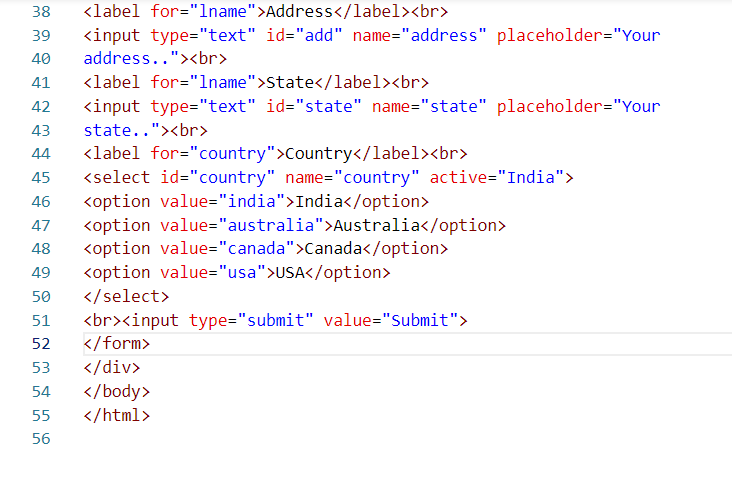 38 <label for="lname">Address</label><br>
39 <input type="text" id="add" name="address" placeholder="Your
40 address.."><br>
41 <label for="lname">State</label><br>
42 <input type="text" id="state" name="state" placeholder="Your
43 state.."><br>
44 <label for="country">Country</label><br>
45 <select id="country" name="country" active="India">
46 <option value="india">India</option>
47 <option value="australia">Australia</option>
48 <option value="canada">Canada</option>
49 <option value="usa">USA</option>
50 </select>
51 <br><input type="submit" value="Submit">
52 </form>
53 </div>
54 </body>
55 </html>
56